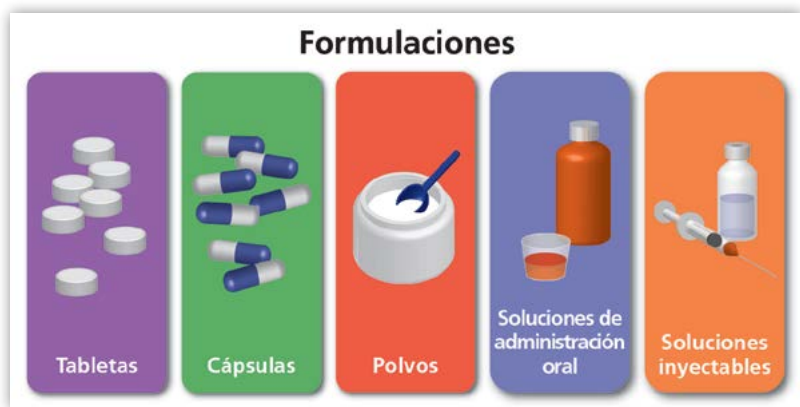 Formulaciones
Tabletas
Cápsulas
Polvos
Soluciones de
administración
oral
Soluciones
inyectables